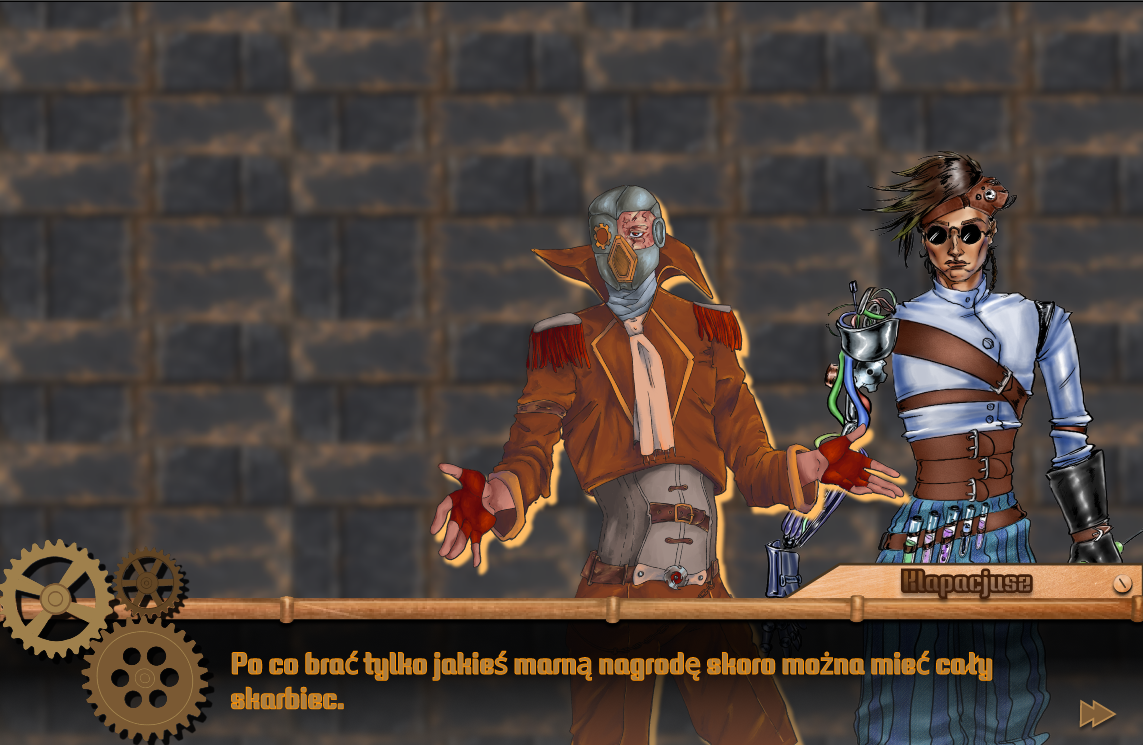 Klapacjusz
Po co brać tylko jakieś marną nagrodę skoro można mieć cały
skarbiec.